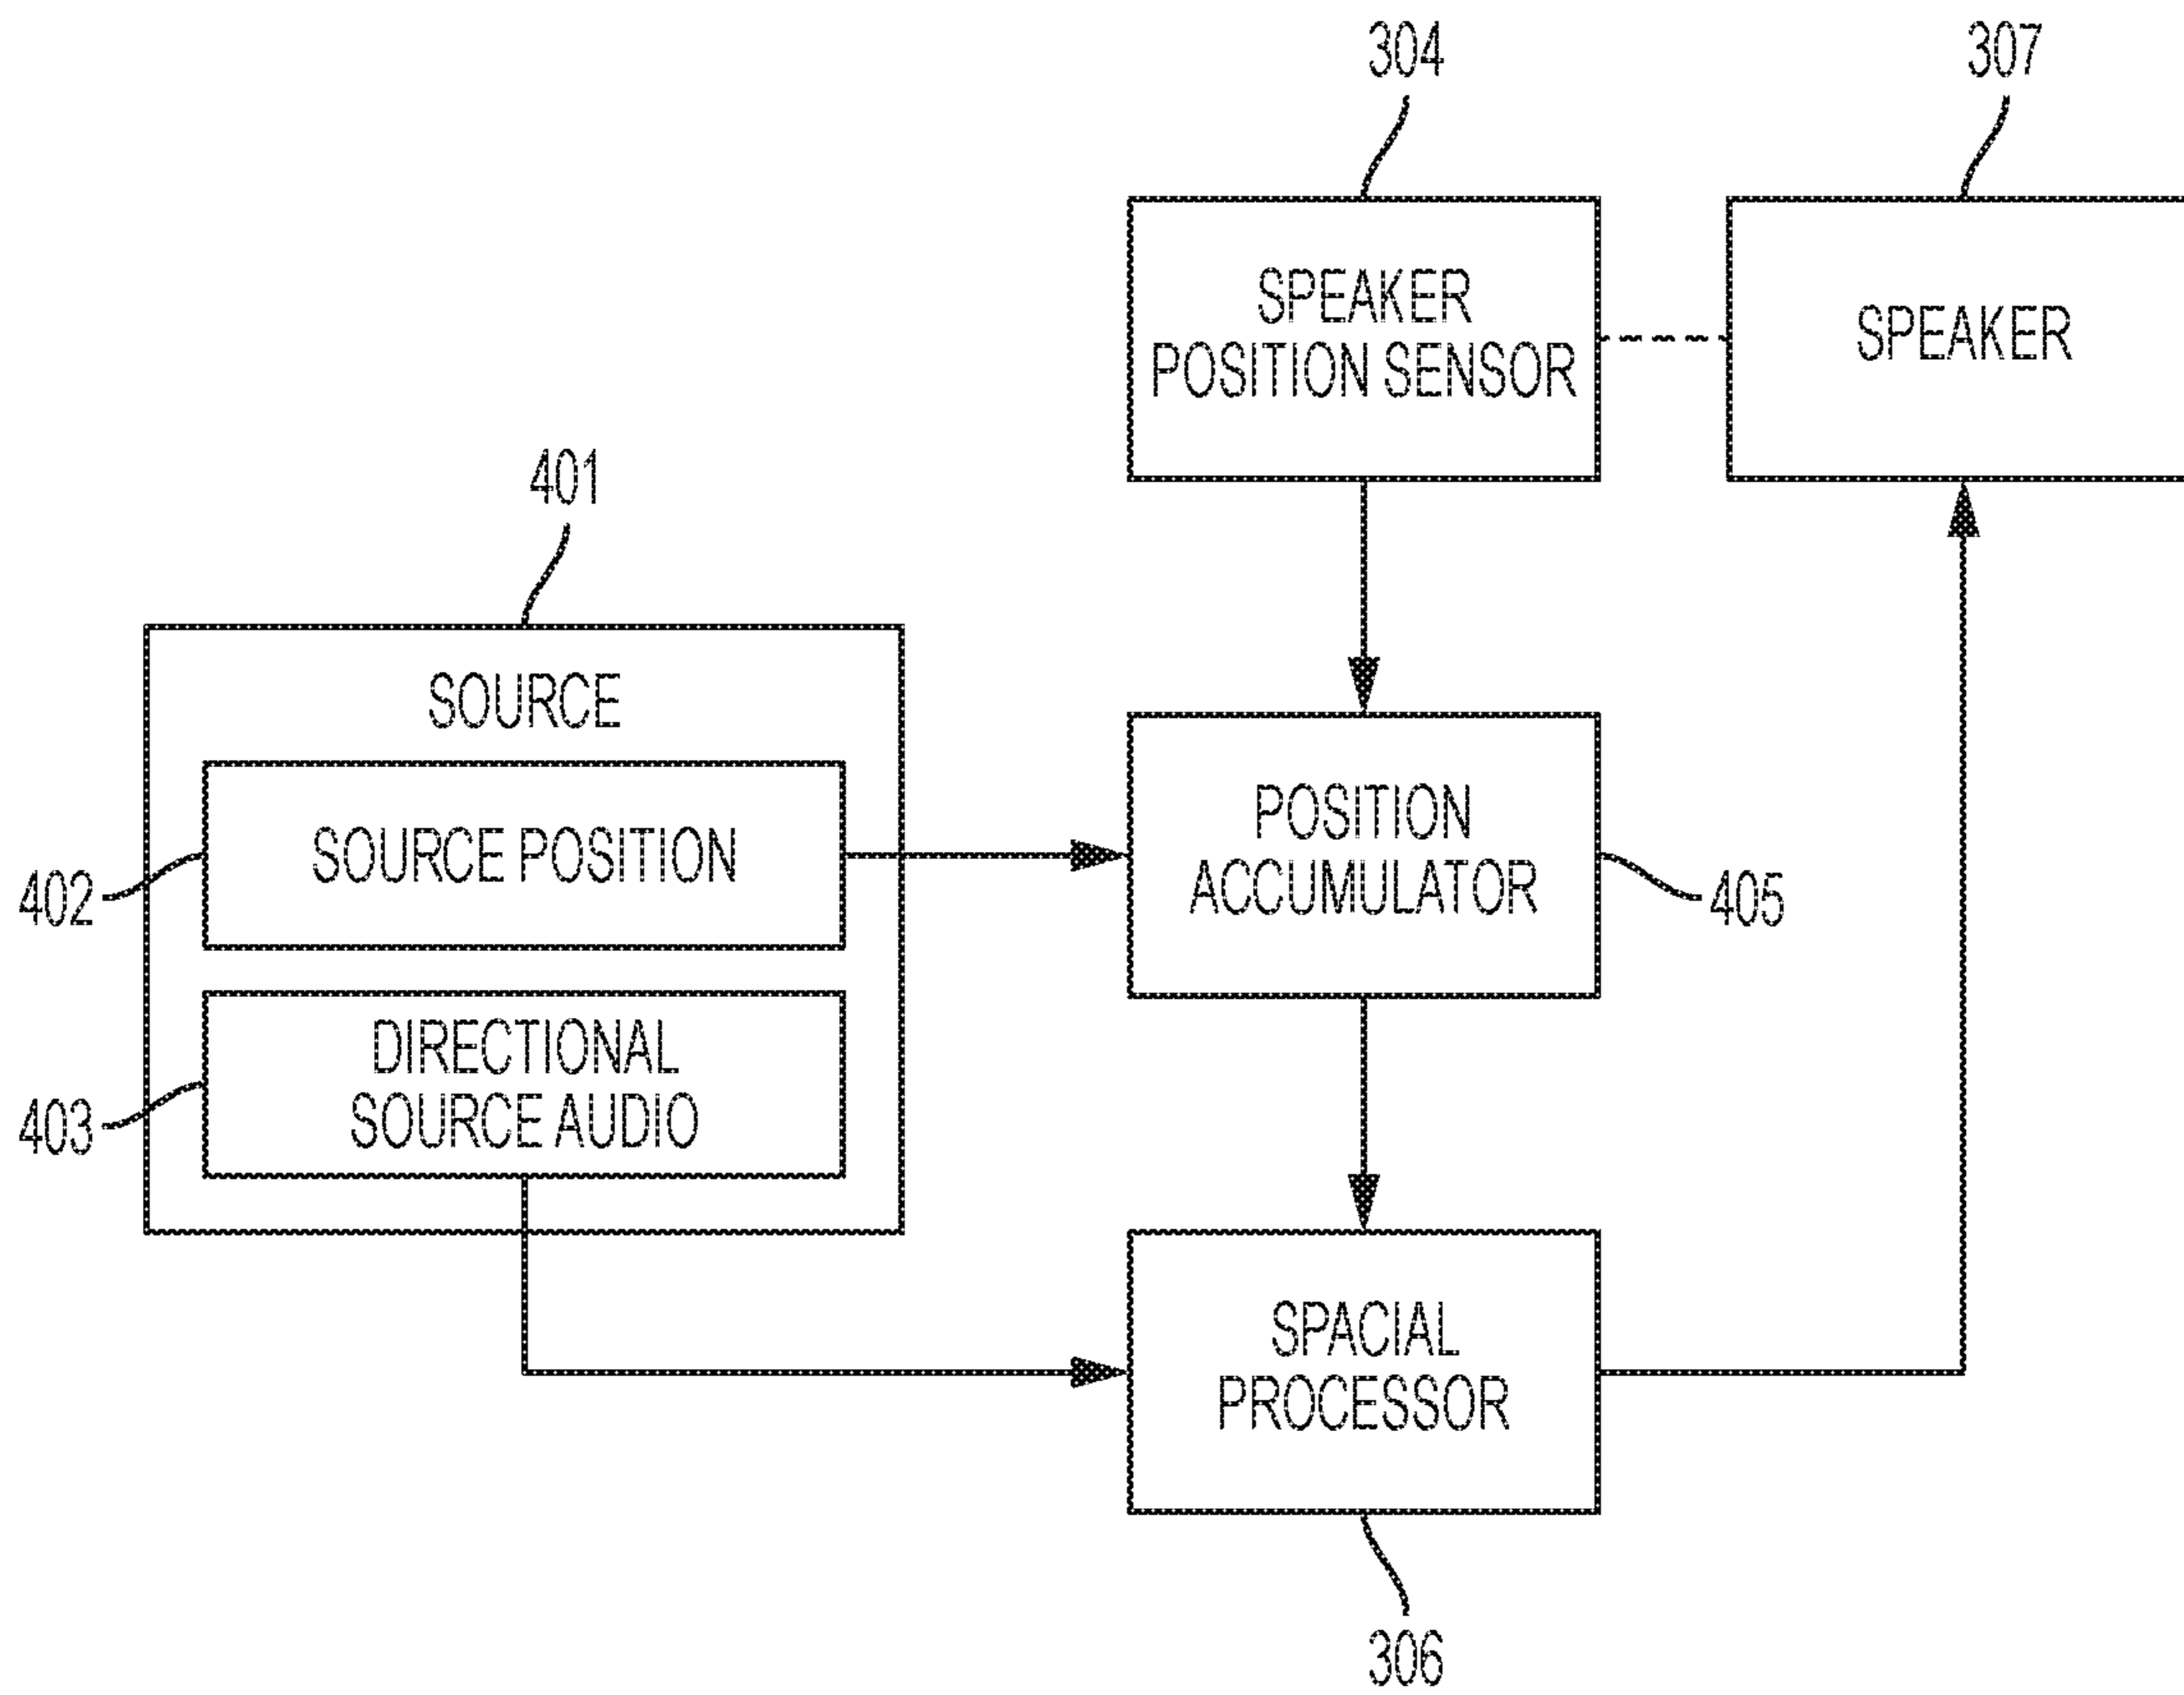 304
307
SPEAKER
POSITION SENSOR
SPEAKER
401
SOURCE
SOURCE POSITION
402
POSITION
ACCUMULATOR
405
DIRECTIONAL
SOURCE AUDIO
403
SPACIAL
PROCESSOR
306